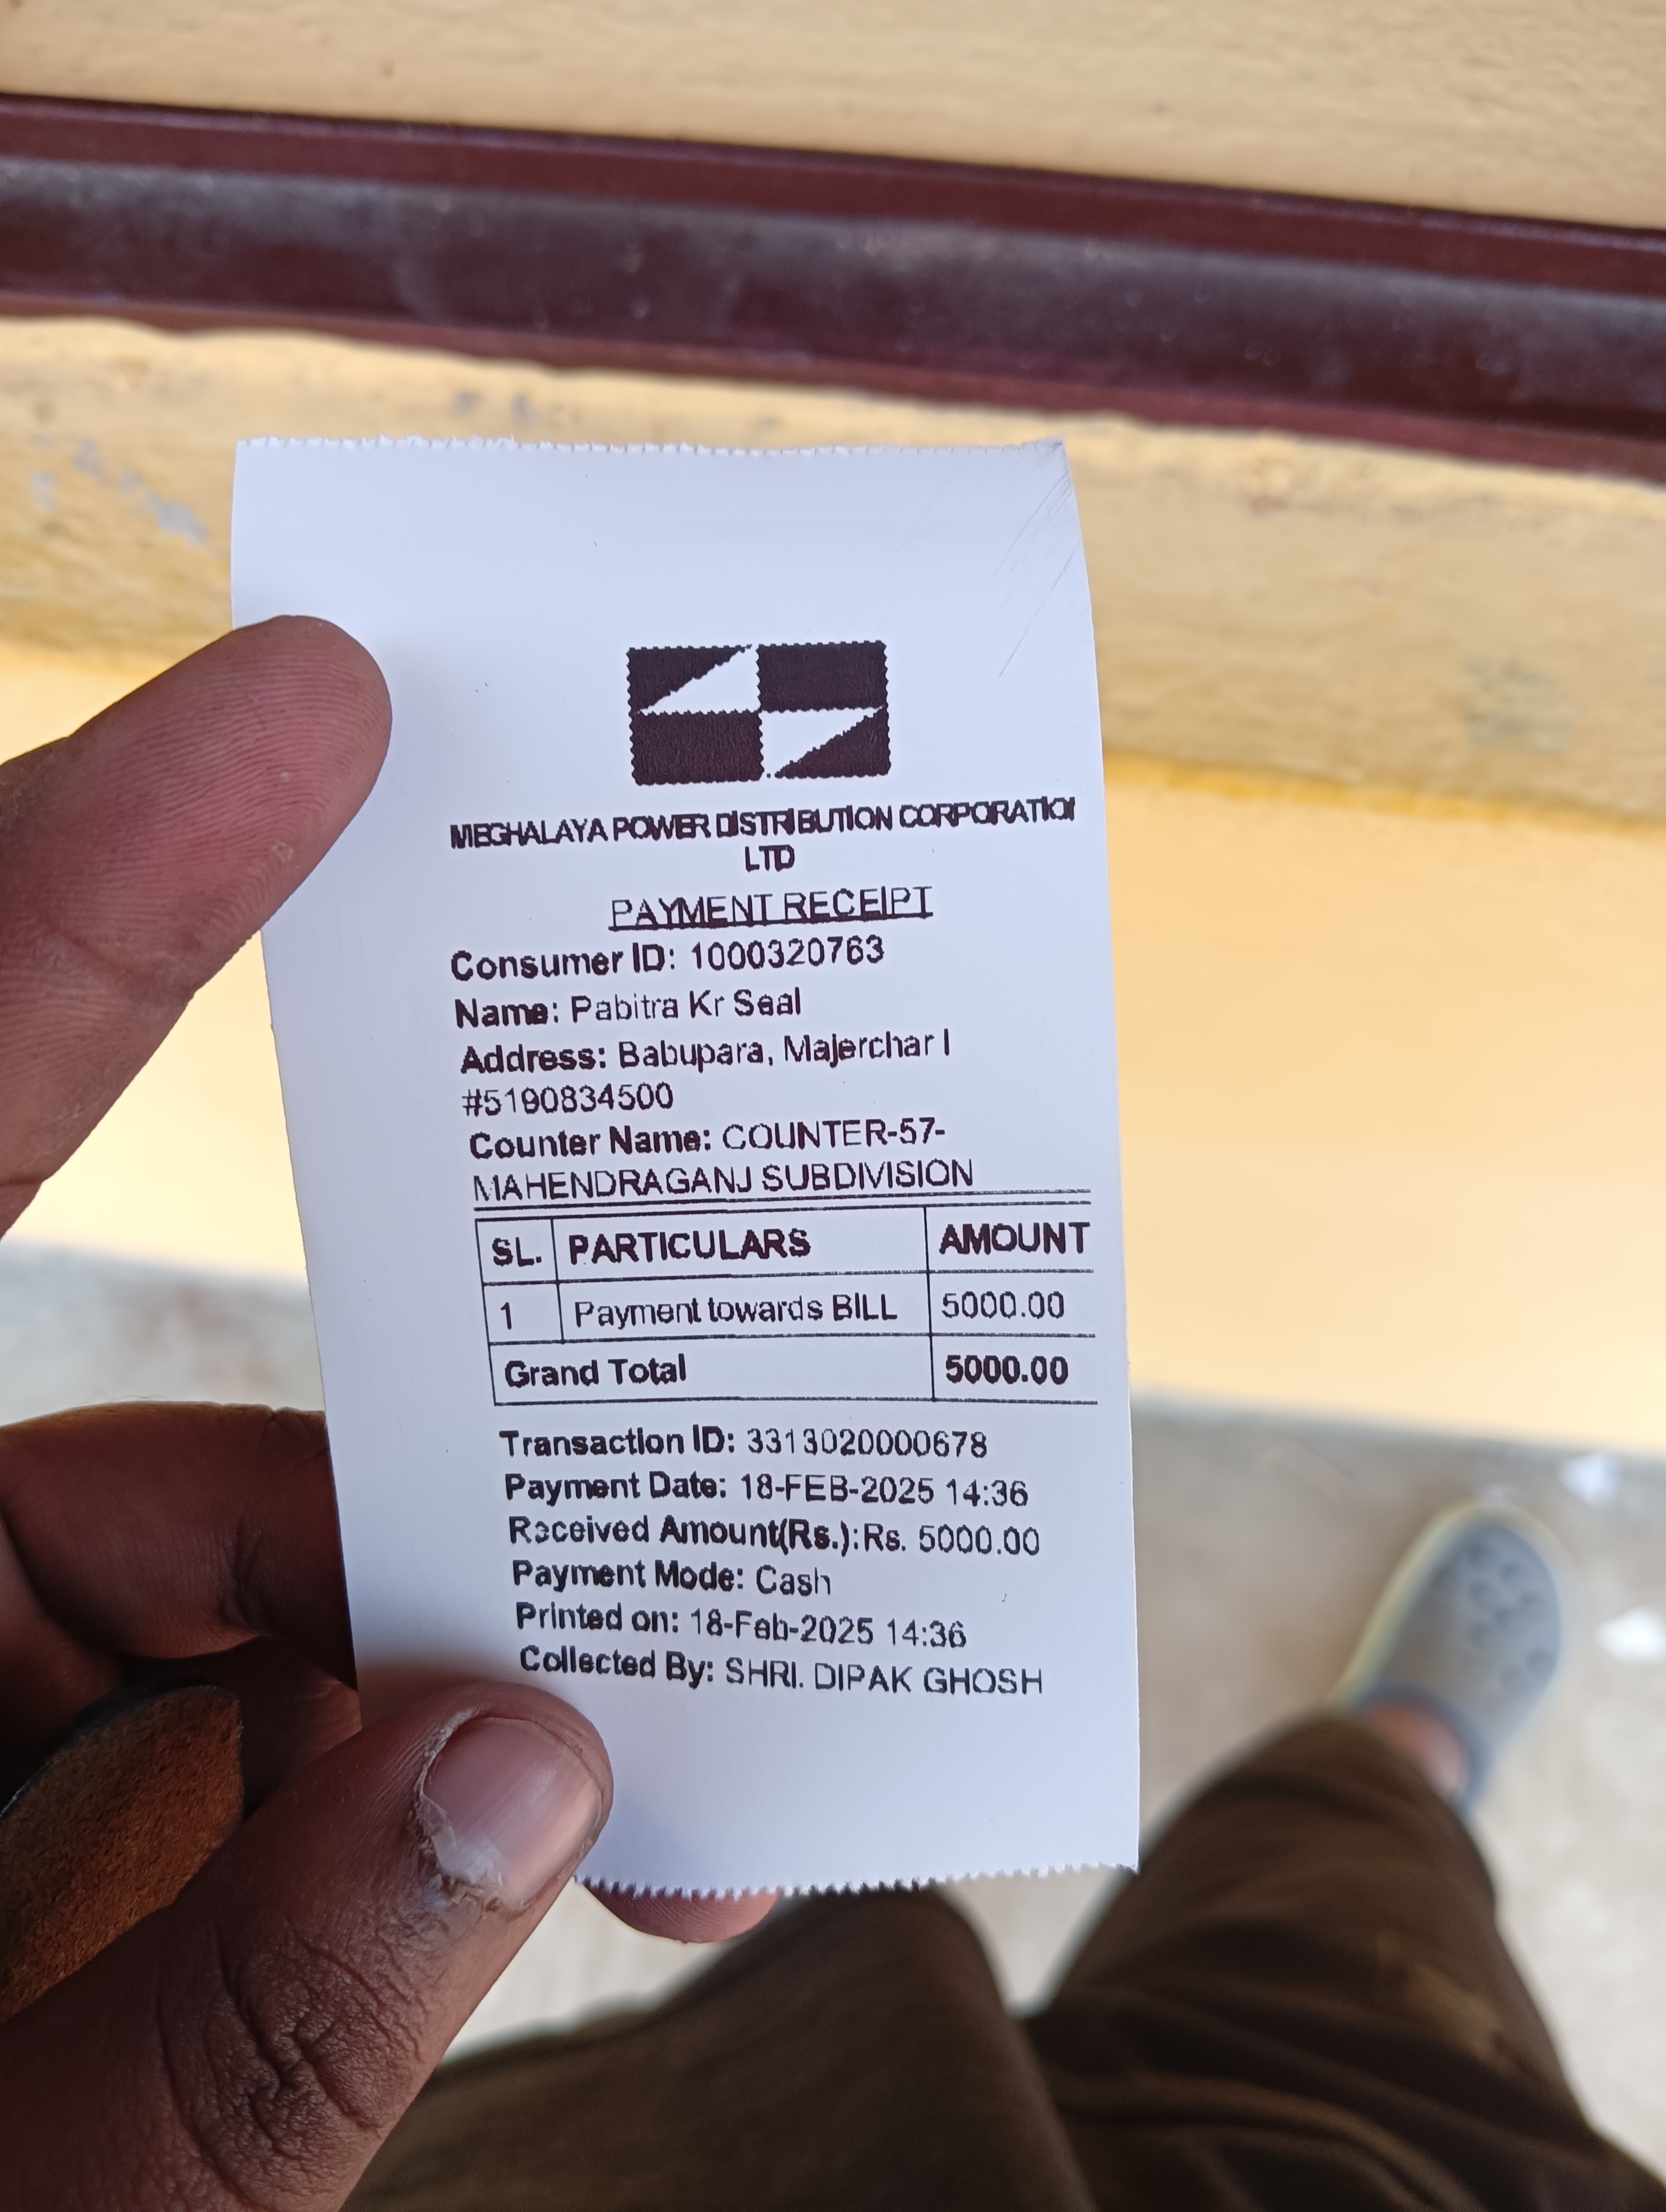 MEGHALAYA POWER DISTRIBUTION CORPORATION
LTD
PAYMENT RECEIPT
Consumer ID: 1000320763
Name: Pabitra Kr Seal
Address: Babupara, Majerchar I
#5190834500
Counter Name: COUNTER-57-
MAHENDRAGANJ SUBDIVISION
SL. PARTICULARS AMOUNT
1 Payment towards BILL 5000.00
Grand Total 5000.00
Transaction ID: 3313020000678
Payment Date: 18-FEB-2025 14:36
Received Amount(Rs.):Rs. 5000.00
Payment Mode: Cash
Printed on: 18-Feb-2025 14:36
Collected By: SHRI. DIPAK GHOSH